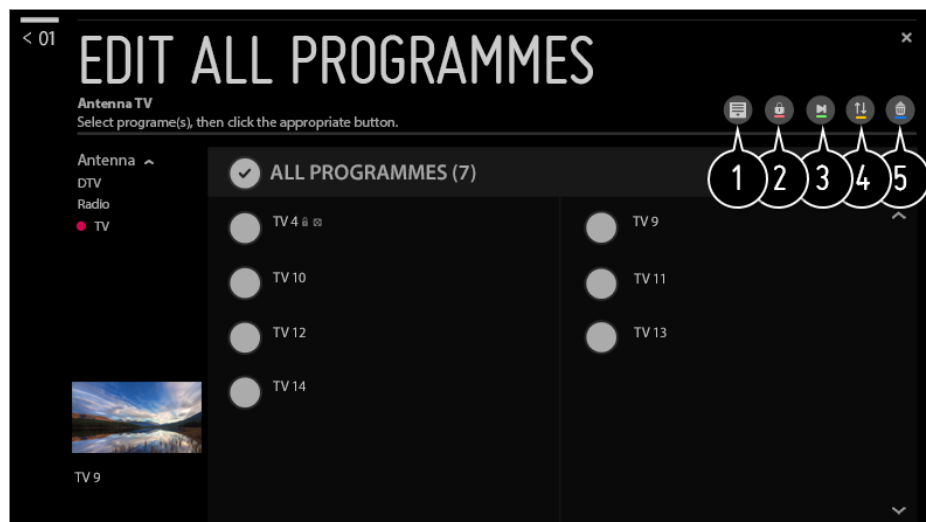 < 01
EDIT ALL PROGRAMMES
Antenna TV
Select programe(s), then click the appropriate button.
1 2 3 4 5
Antenna
DTV
Radio
TV
ALL PROGRAMMES (7)
TV 4
TV 9
TV 10
TV 11
TV 12
TV 13
TV 14
TV 9